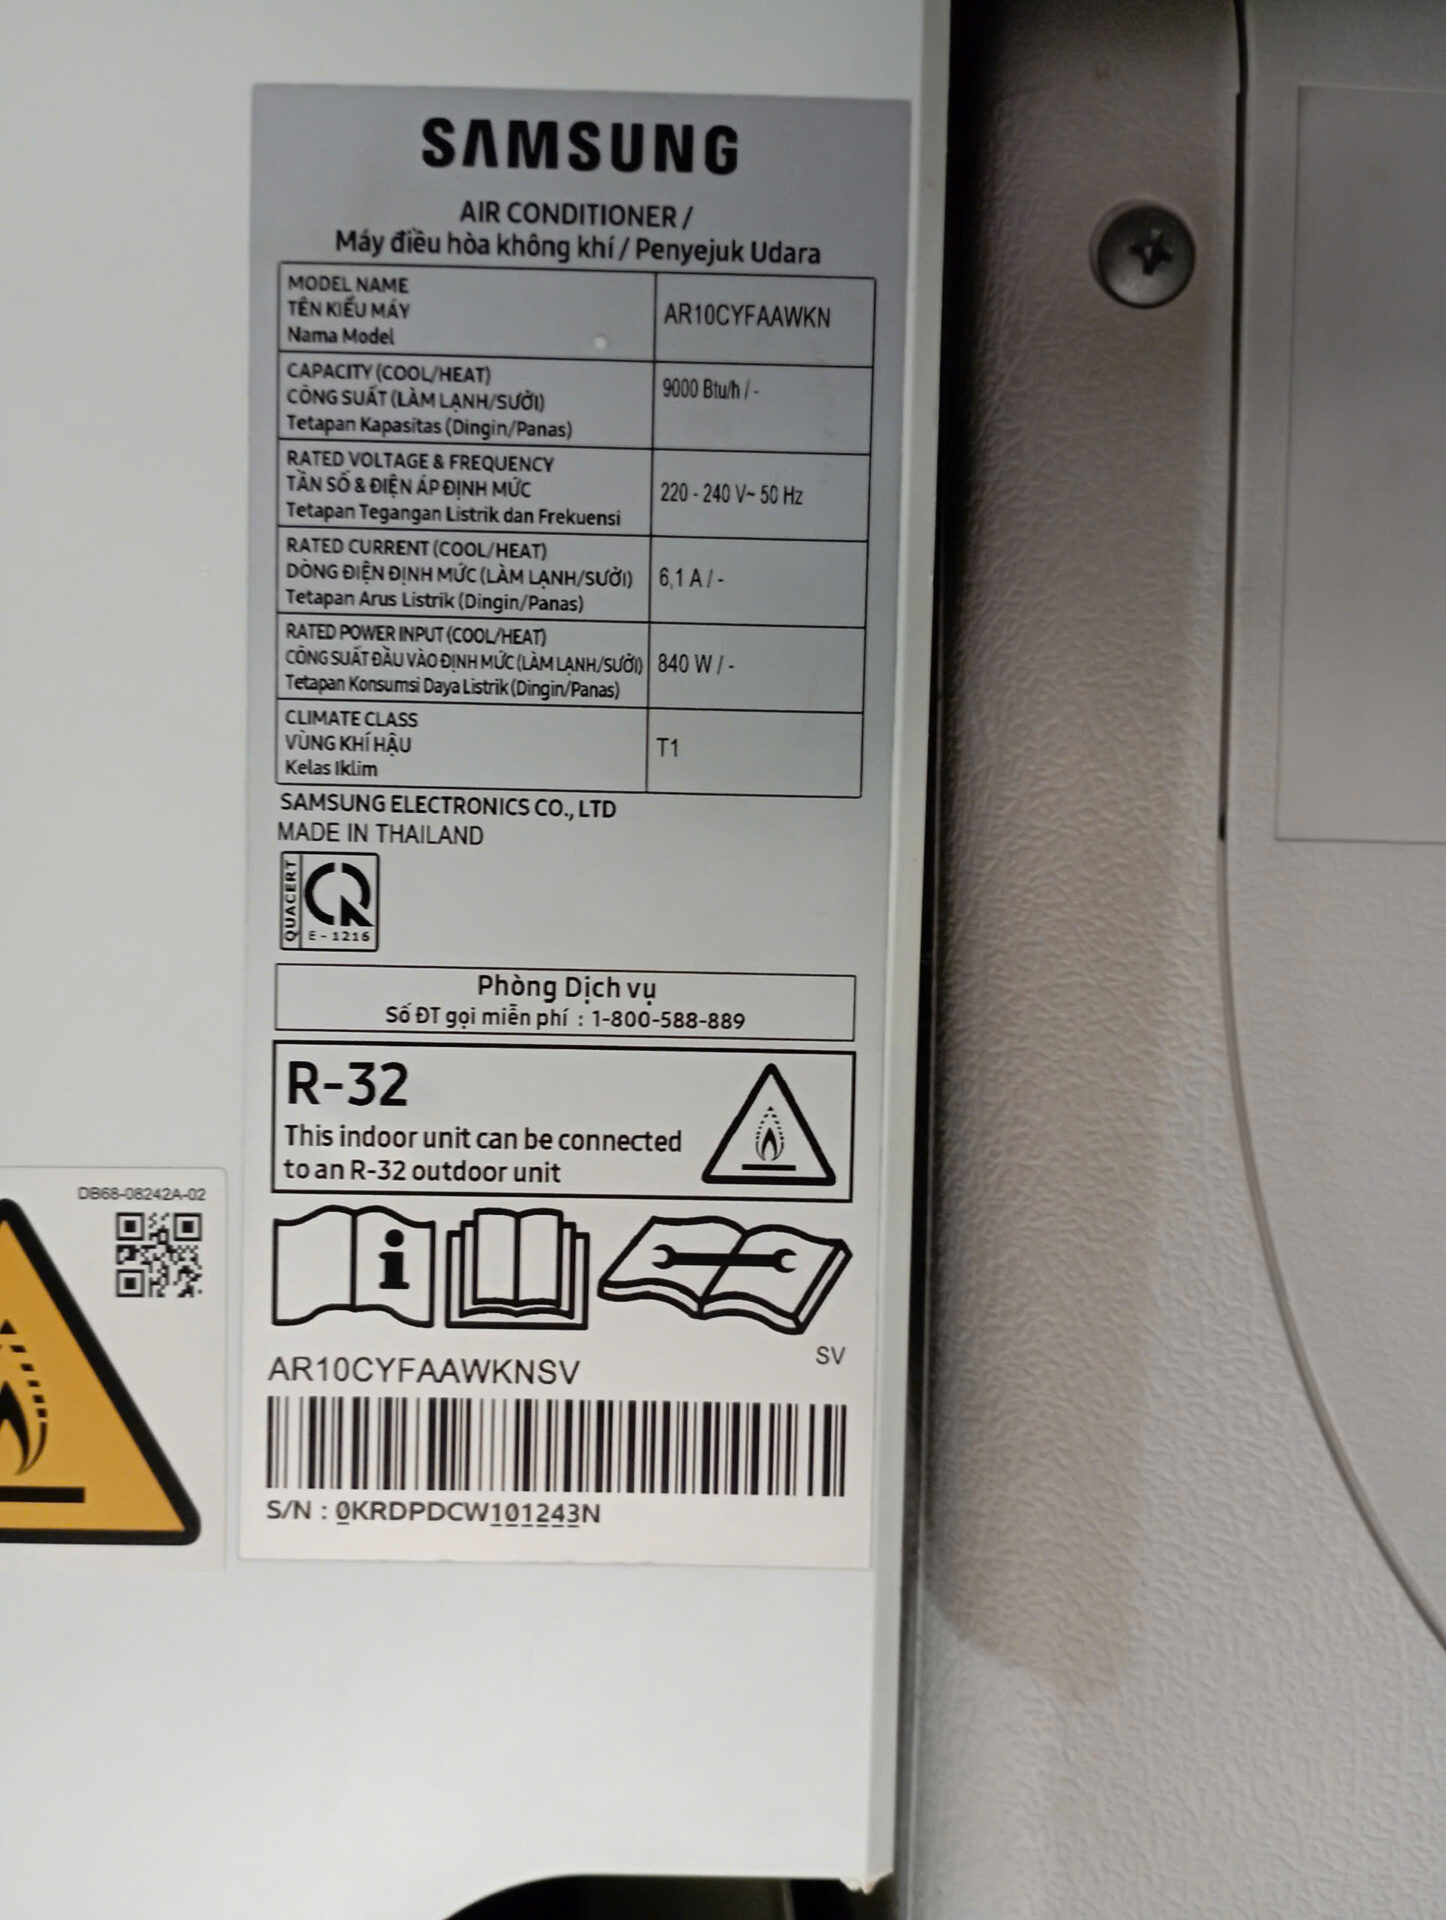 SAMSUNG
AIR CONDITIONER /
Máy điều hòa không khí / Penyejuk Udara
MODEL NAME
TÊN KIỂU MÁY
Nama Model
AR10CYFAAWKN
CAPACITY (COOL/HEAT)
CÔNG SUẤT (LÀM LẠNH/SƯỞI)
Tetapan Kapasitas (Dingin/Panas)
9000 Btu/h / -
RATED VOLTAGE & FREQUENCY
TẦN SỐ & ĐIỆN ÁP ĐỊNH MỨC
Tetapan Tegangan Listrik dan Frekuensi
220 - 240 V~ 50 Hz
RATED CURRENT (COOL/HEAT)
DÒNG ĐIỆN ĐỊNH MỨC (LÀM LẠNH/SƯỞI)
Tetapan Arus Listrik (Dingin/Panas)
6,1 A / -
RATED POWER INPUT (COOL/HEAT)
CÔNG SUẤT ĐẦU VÀO ĐỊNH MỨC (LÀM LẠNH/SƯỞI)
Tetapan Konsumsi Daya Listrik (Dingin/Panas)
840 W / -
CLIMATE CLASS
VÙNG KHÍ HẬU
Kelas Iklim
T1
SAMSUNG ELECTRONICS CO., LTD
MADE IN THAILAND
QUACERT
E - 1216
Phòng Dịch vụ
Số ĐT gọi miễn phí : 1-800-588-889
R-32
This indoor unit can be connected
to an R-32 outdoor unit
DB68-08242A-02
SV
AR10CYFAAWKNSV
S/N : 0KRDPDCW101243N